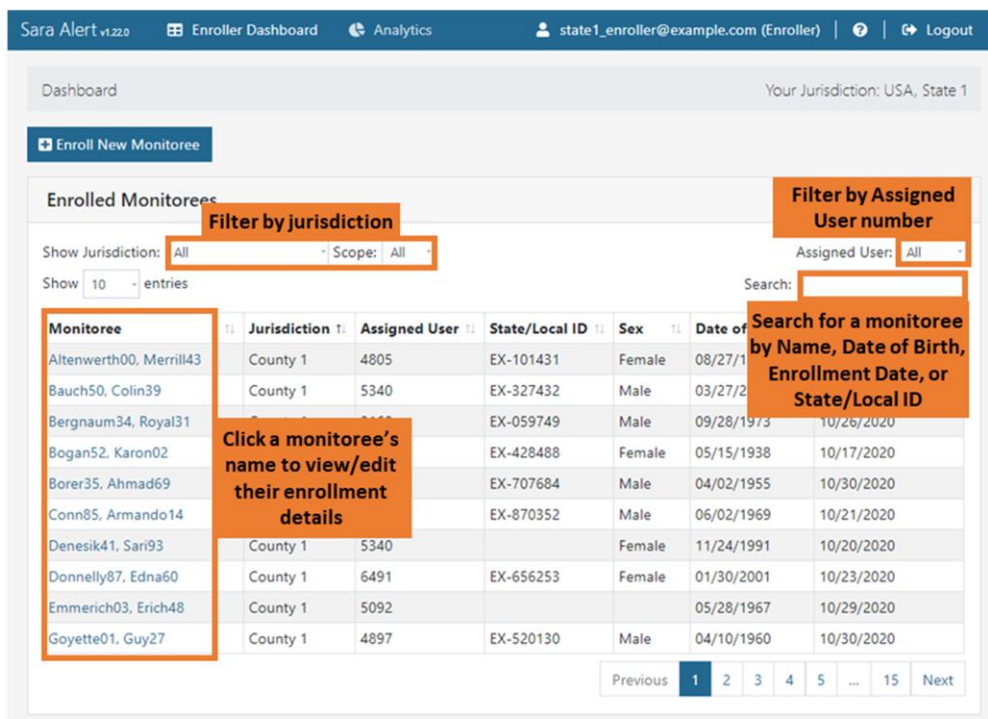 Sara Alert v1.22.0 Enroller Dashboard Analytics state1_enroller@example.com (Enroller) Logout
Dashboard Your Jurisdiction: USA, State 1
Enroll New Monitoree
Enrolled Monitorees
Filter by jurisdiction
Filter by Assigned
User number
Show Jurisdiction: All Scope: All Assigned User: All
Show 10 entries Search:
Search for a monitoree
by Name, Date of Birth,
Enrollment Date, or
State/Local ID
Monitoree Jurisdiction Assigned User State/Local ID Sex Date of
Altenwerth00, Merrill43 County 1 4805 EX-101431 Female 08/27/1
Bauch50, Colin39 County 1 5340 EX-327432 Male 03/27/2
Bergnaum34, Royal31 EX-059749 Male 09/28/1973 10/26/2020
Bogan52, Karon02 EX-428488 Female 05/15/1938 10/17/2020
Borer35, Ahmad69 EX-707684 Male 04/02/1955 10/30/2020
Conn85, Armando14 EX-870352 Male 06/02/1969 10/21/2020
Click a monitoree's
name to view/edit
their enrollment
details
Denesik41, Sari93 County 1 5340 Female 11/24/1991 10/20/2020
Donnelly87, Edna60 County 1 6491 EX-656253 Female 01/30/2001 10/23/2020
Emmerich03, Erich48 County 1 5092 05/28/1967 10/29/2020
Goyette01, Guy27 County 1 4897 EX-520130 Male 04/10/1960 10/30/2020
Previous 1 2 3 4 5 ... 15 Next